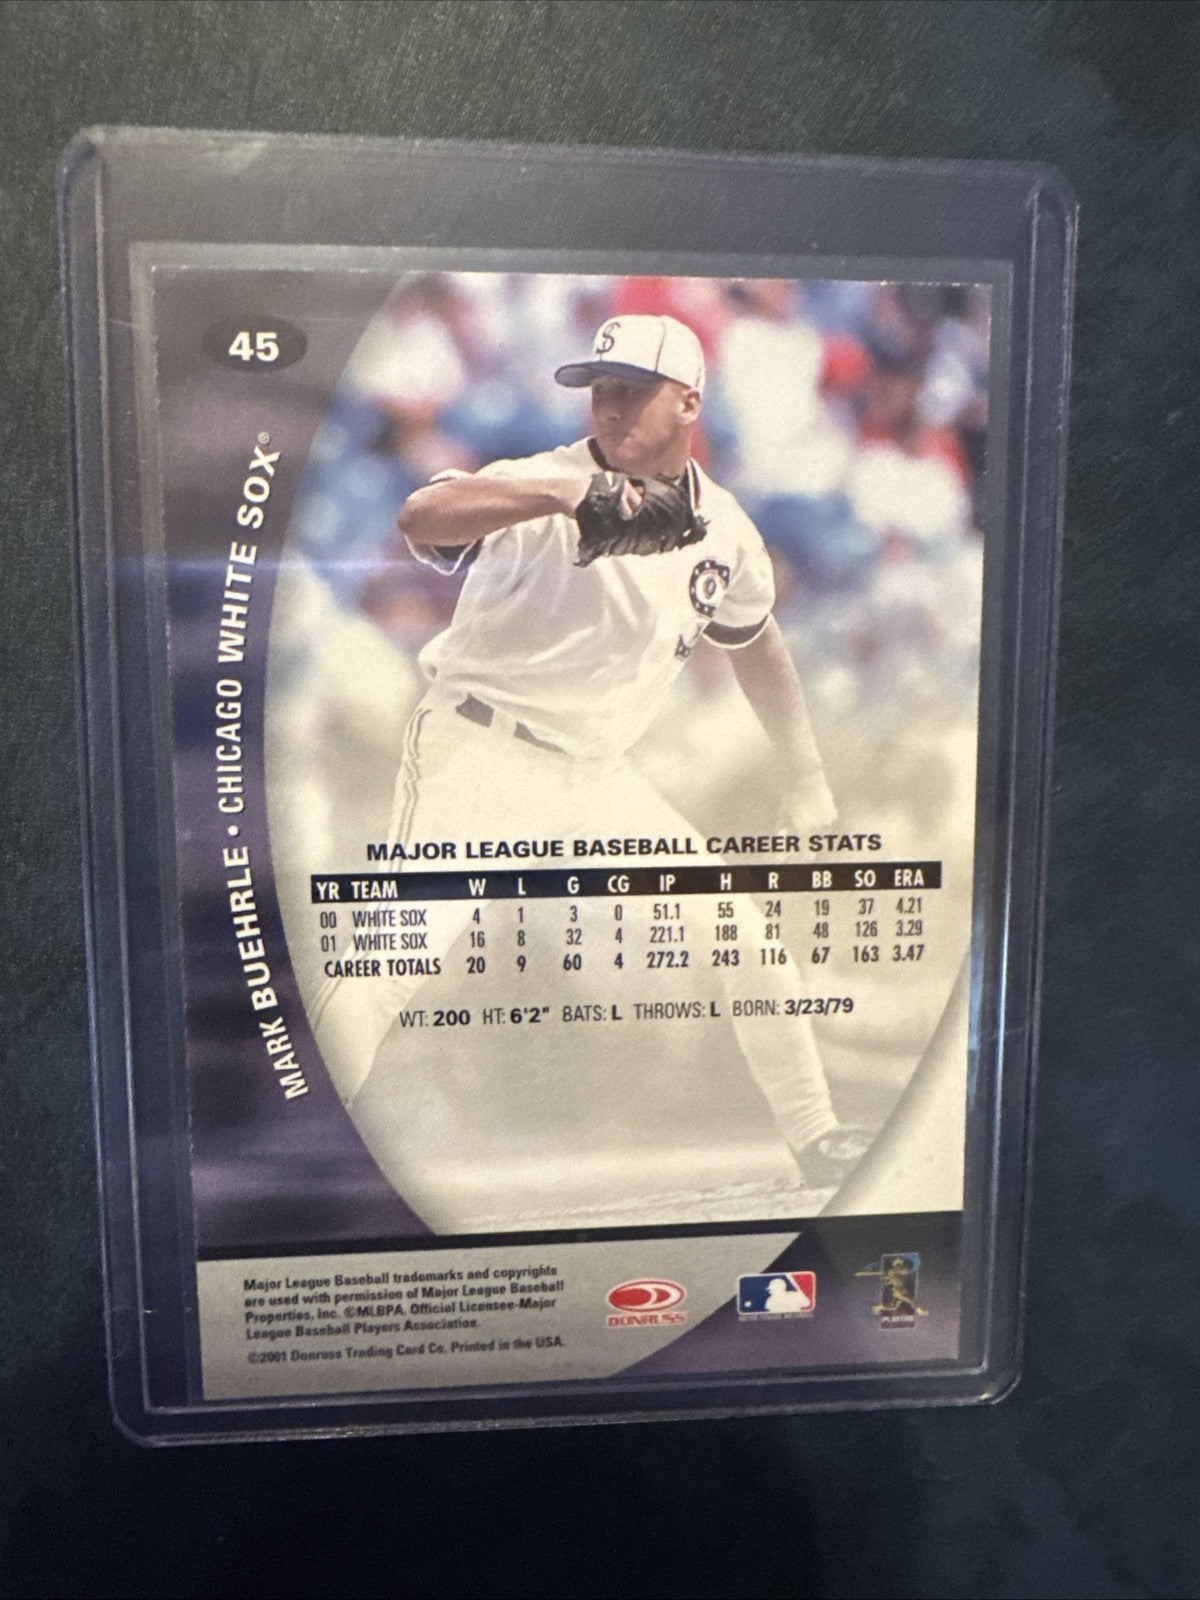 45
MARK BUEHRLE • CHICAGO WHITE SOX®
S
C
MAJOR LEAGUE BASEBALL CAREER STATS
YR TEAM W L G CG IP H R BB SO ERA
00 WHITE SOX 4 1 3 0 51.1 55 24 19 37 4.21
01 WHITE SOX 16 8 32 4 221.1 188 81 48 126 3.29
CAREER TOTALS 20 9 60 4 272.2 243 116 67 163 3.47
WT: 200 HT: 6'2" BATS: L THROWS: L BORN: 3/23/79
Major League Baseball trademarks and copyrights
are used with permission of Major League Baseball
Properties, Inc. ©MLBPA. Official Licensee-Major
League Baseball Players Association.
©2001 Donruss Trading Card Co. Printed in the USA.
DONRUSS